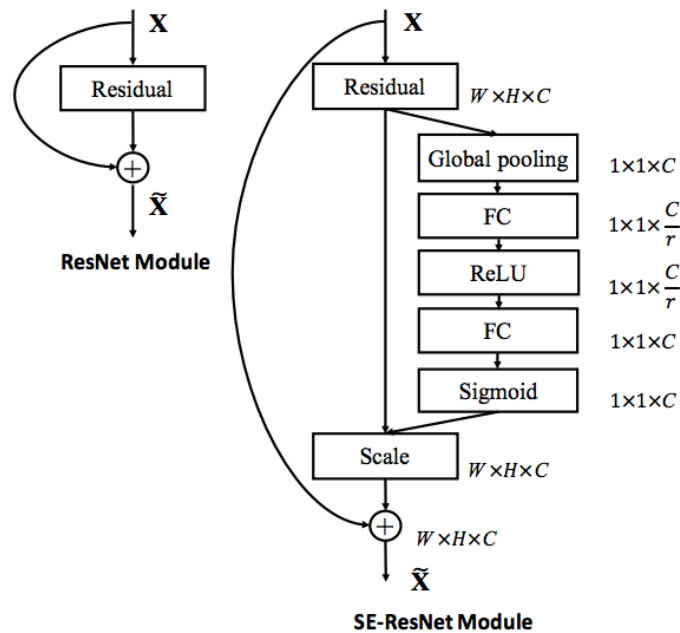 X
Residual
+
X̃
ResNet Module
X
Residual
W×H×C
Global pooling
1×1×C
FC
1×1×C/r
ReLU
1×1×C/r
FC
1×1×C
Sigmoid
1×1×C
Scale
W×H×C
+
W×H×C
X̃
SE-ResNet Module